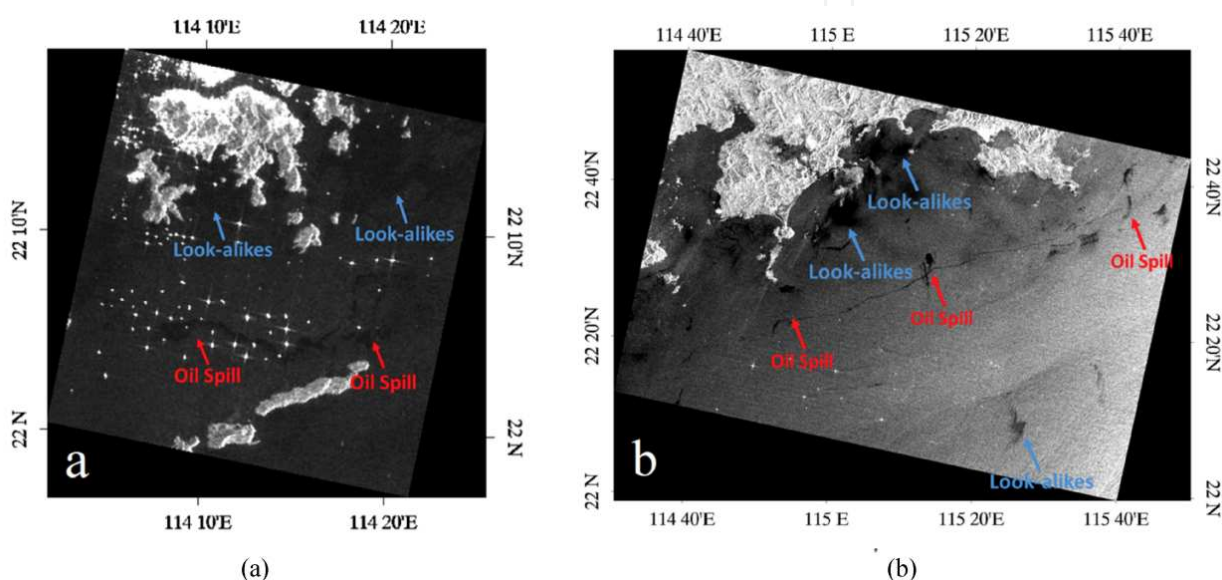 114 10'E
114 20'E
Look-alikes
Look-alikes
22 10'N
22 10'N
Oil Spill
Oil Spill
22 N
22 N
a
114 10'E
114 20'E
(a)
114 40'E
115 E
115 20'E
115 40'E
22 40'N
22 40'N
Look-alikes
Look-alikes
Oil Spill
Oil Spill
Oil Spill
22 20'N
22 20'N
Look-alikes
b
22 N
22 N
114 40'E
115 E
115 20'E
115 40'E
(b)